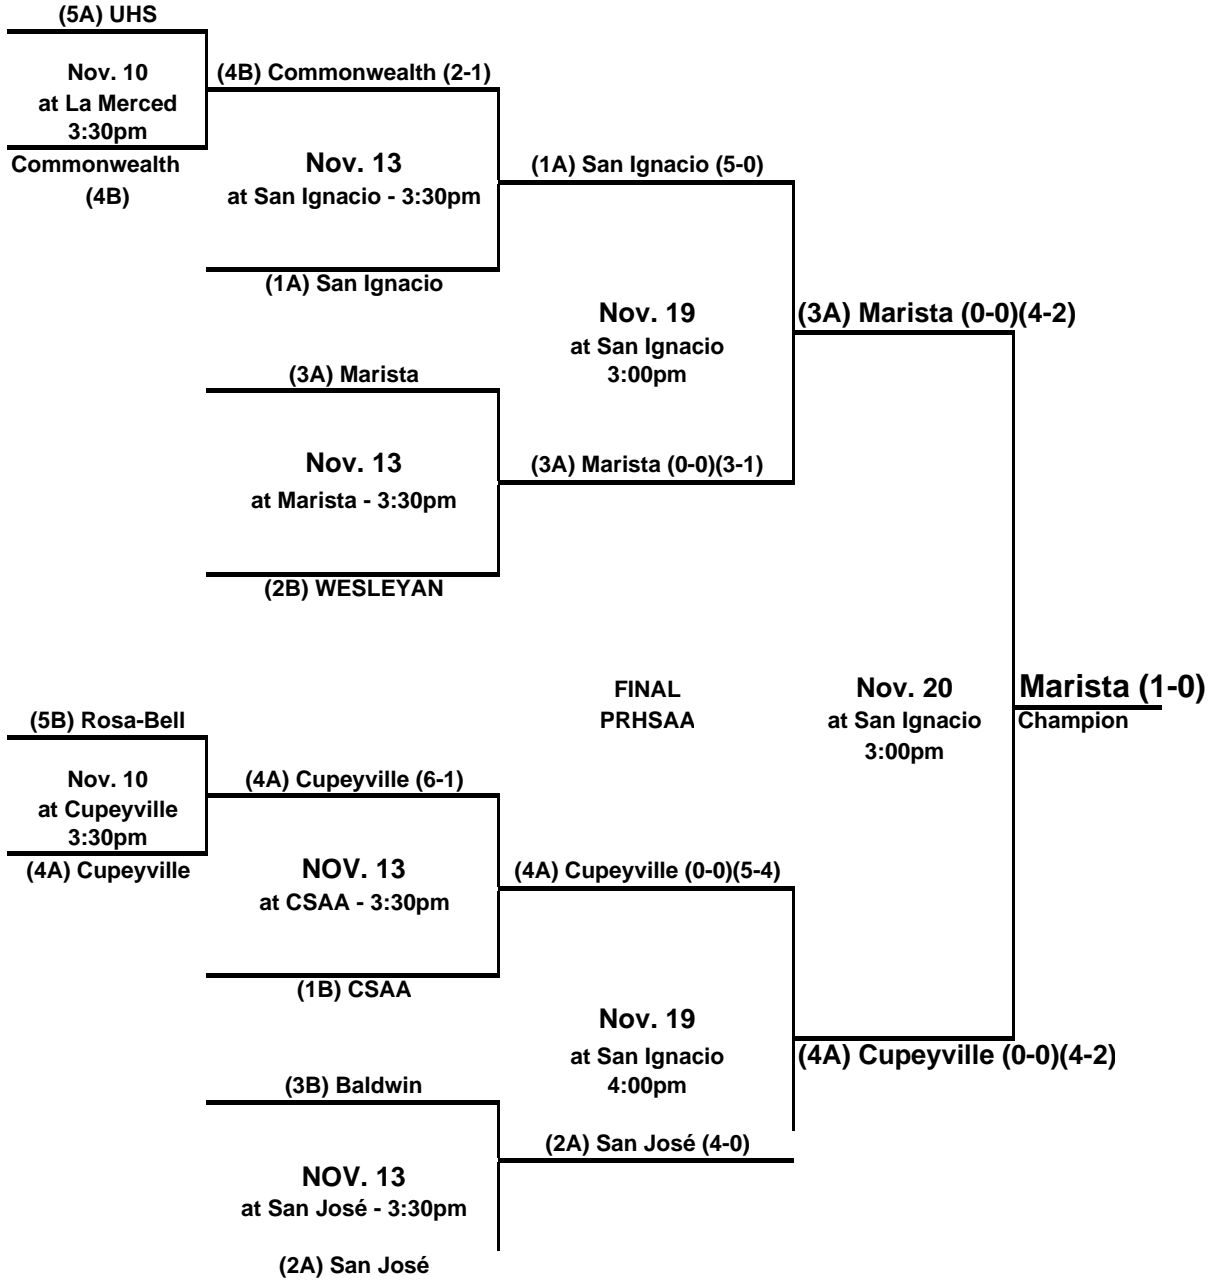 (5A) UHS
Nov. 10
at La Merced
3:30pm
Commonwealth
(4B)
(4B) Commonwealth (2-1)
Nov. 13
at San Ignacio - 3:30pm
(1A) San Ignacio
(1A) San Ignacio (5-0)
Nov. 19
at San Ignacio
3:00pm
(3A) Marista (0-0)(4-2)
(3A) Marista
Nov. 13
at Marista - 3:30pm
(3A) Marista (0-0)(3-1)
(2B) WESLEYAN
FINAL
PRHSAA
Nov. 20
at San Ignacio
3:00pm
Marista (1-0)
Champion
(5B) Rosa-Bell
Nov. 10
at Cupeyville
3:30pm
(4A) Cupeyville
(4A) Cupeyville (6-1)
NOV. 13
at CSAA - 3:30pm
(1B) CSAA
(4A) Cupeyville (0-0)(5-4)
Nov. 19
at San Ignacio
4:00pm
(4A) Cupeyville (0-0)(4-2)
(3B) Baldwin
(2A) San José (4-0)
NOV. 13
at San José - 3:30pm
(2A) San José